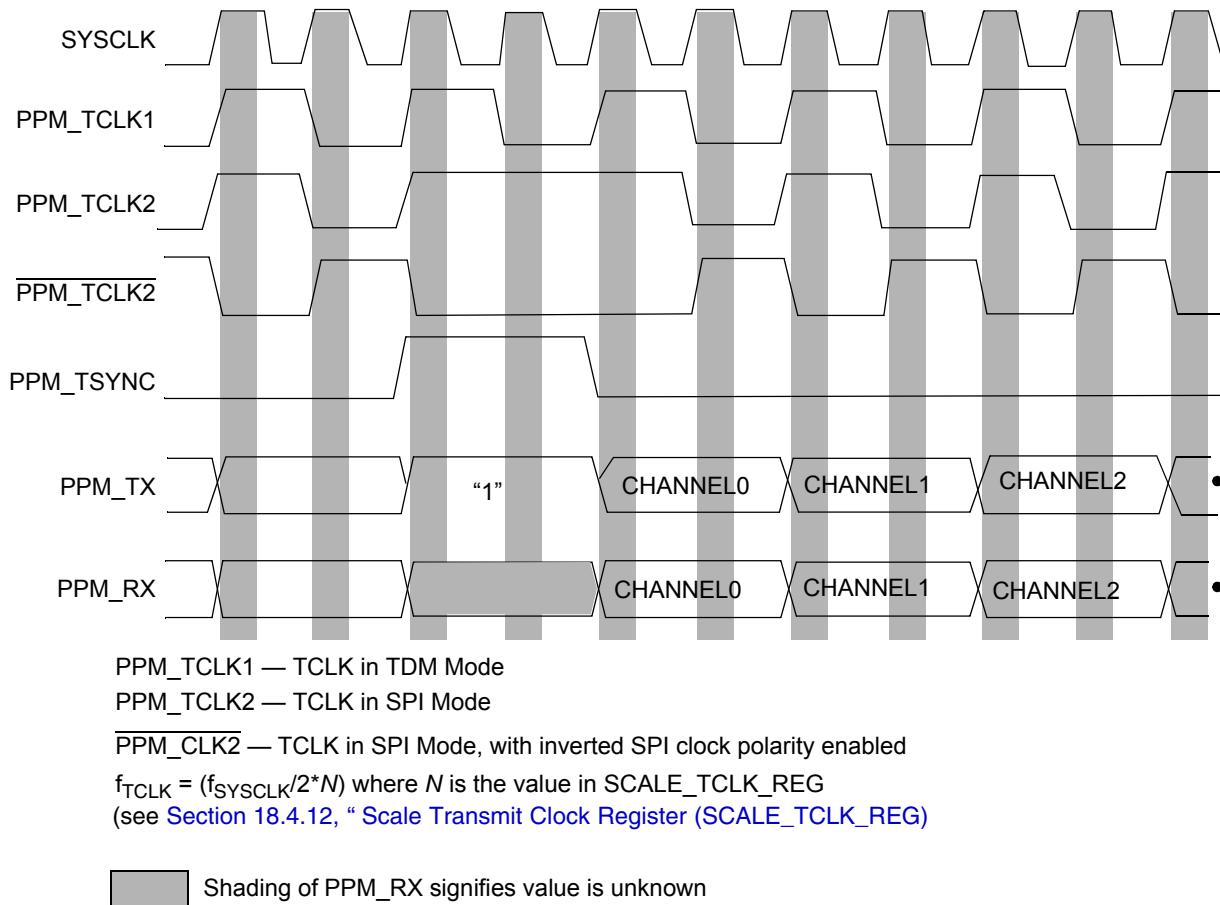 SYSCLK
PPM_TCLK1
PPM_TCLK2
PPM_TCLK2
PPM_TSYNC
PPM_TX “1” CHANNEL0 CHANNEL1 CHANNEL2
PPM_RX CHANNEL0 CHANNEL1 CHANNEL2
PPM_TCLK1 — TCLK in TDM Mode
PPM_TCLK2 — TCLK in SPI Mode
PPM_CLK2 — TCLK in SPI Mode, with inverted SPI clock polarity enabled
fTCLK = (fSYSCLK/2*N) where N is the value in SCALE_TCLK_REG
(see Section 18.4.12, “ Scale Transmit Clock Register (SCALE_TCLK_REG)
Shading of PPM_RX signifies value is unknown